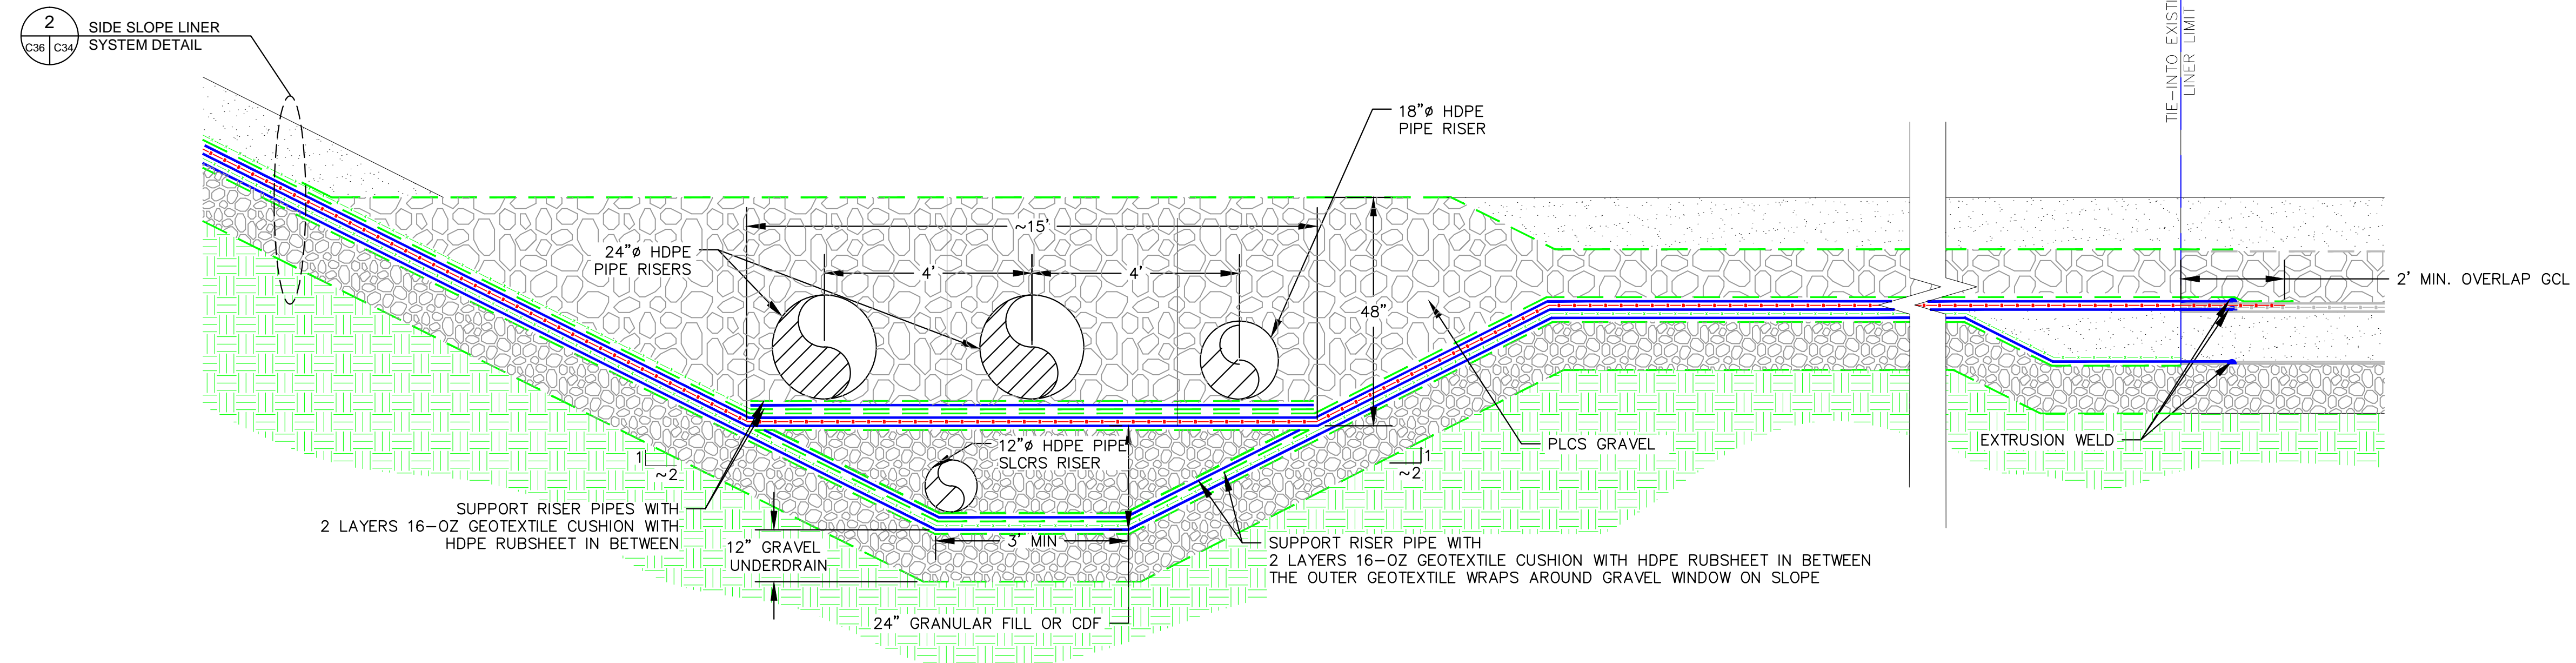 2
C36 C34
SIDE SLOPE LINER
SYSTEM DETAIL
TIE-INTO EXISTI
LINER LIMIT
18"ø HDPE
PIPE RISER
~15'
24"ø HDPE
PIPE RISERS
4'
4'
48"
2' MIN. OVERLAP GCL
12"ø HDPE PIPE
SLCRS RISER
PLCS GRAVEL
EXTRUSION WELD
1
~2
1
~2
SUPPORT RISER PIPES WITH
2 LAYERS 16-OZ GEOTEXTILE CUSHION WITH
HDPE RUBSHEET IN BETWEEN
12" GRAVEL
UNDERDRAIN
3' MIN
SUPPORT RISER PIPE WITH
2 LAYERS 16-OZ GEOTEXTILE CUSHION WITH HDPE RUBSHEET IN BETWEEN
THE OUTER GEOTEXTILE WRAPS AROUND GRAVEL WINDOW ON SLOPE
24" GRANULAR FILL OR CDF